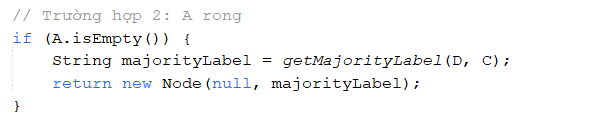 // Trường hợp 2: A rong
if (A.isEmpty()) {
    String majorityLabel = getMajorityLabel(D, C);
    return new Node(null, majorityLabel);
}